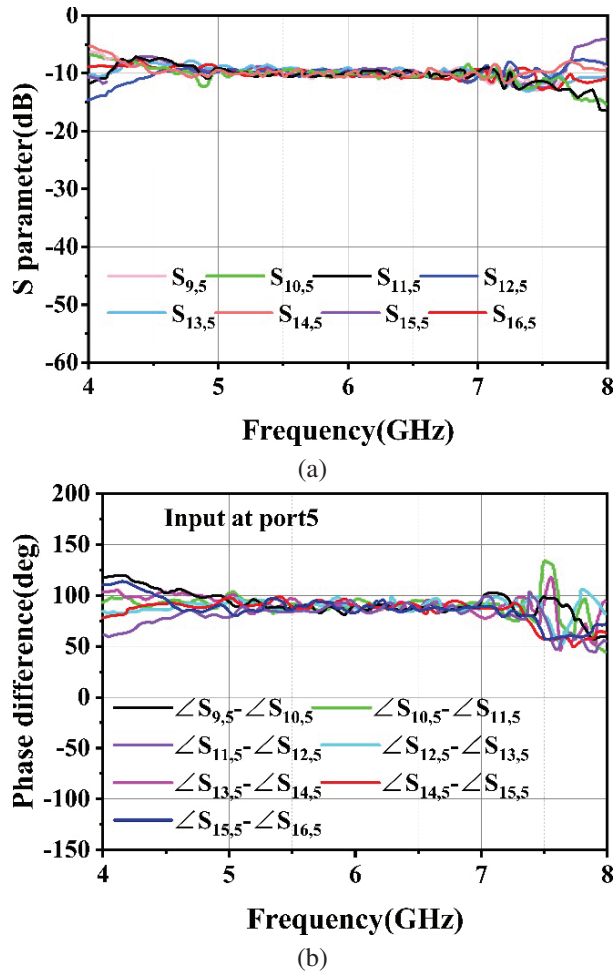 0
-10
-20
-30
-40
-50
-60
S parameter(dB)
S9,5 S10,5 S11,5 S12,5
S13,5 S14,5 S15,5 S16,5
4 5 6 7 8
Frequency(GHz)
(a)
200
150
100
50
0
-50
-100
-150
Phase difference(deg)
Input at port5
∠S9,5-∠S10,5 ∠S10,5-∠S11,5
∠S11,5-∠S12,5 ∠S12,5-∠S13,5
∠S13,5-∠S14,5 ∠S14,5-∠S15,5
∠S15,5-∠S16,5
4 5 6 7 8
Frequency(GHz)
(b)